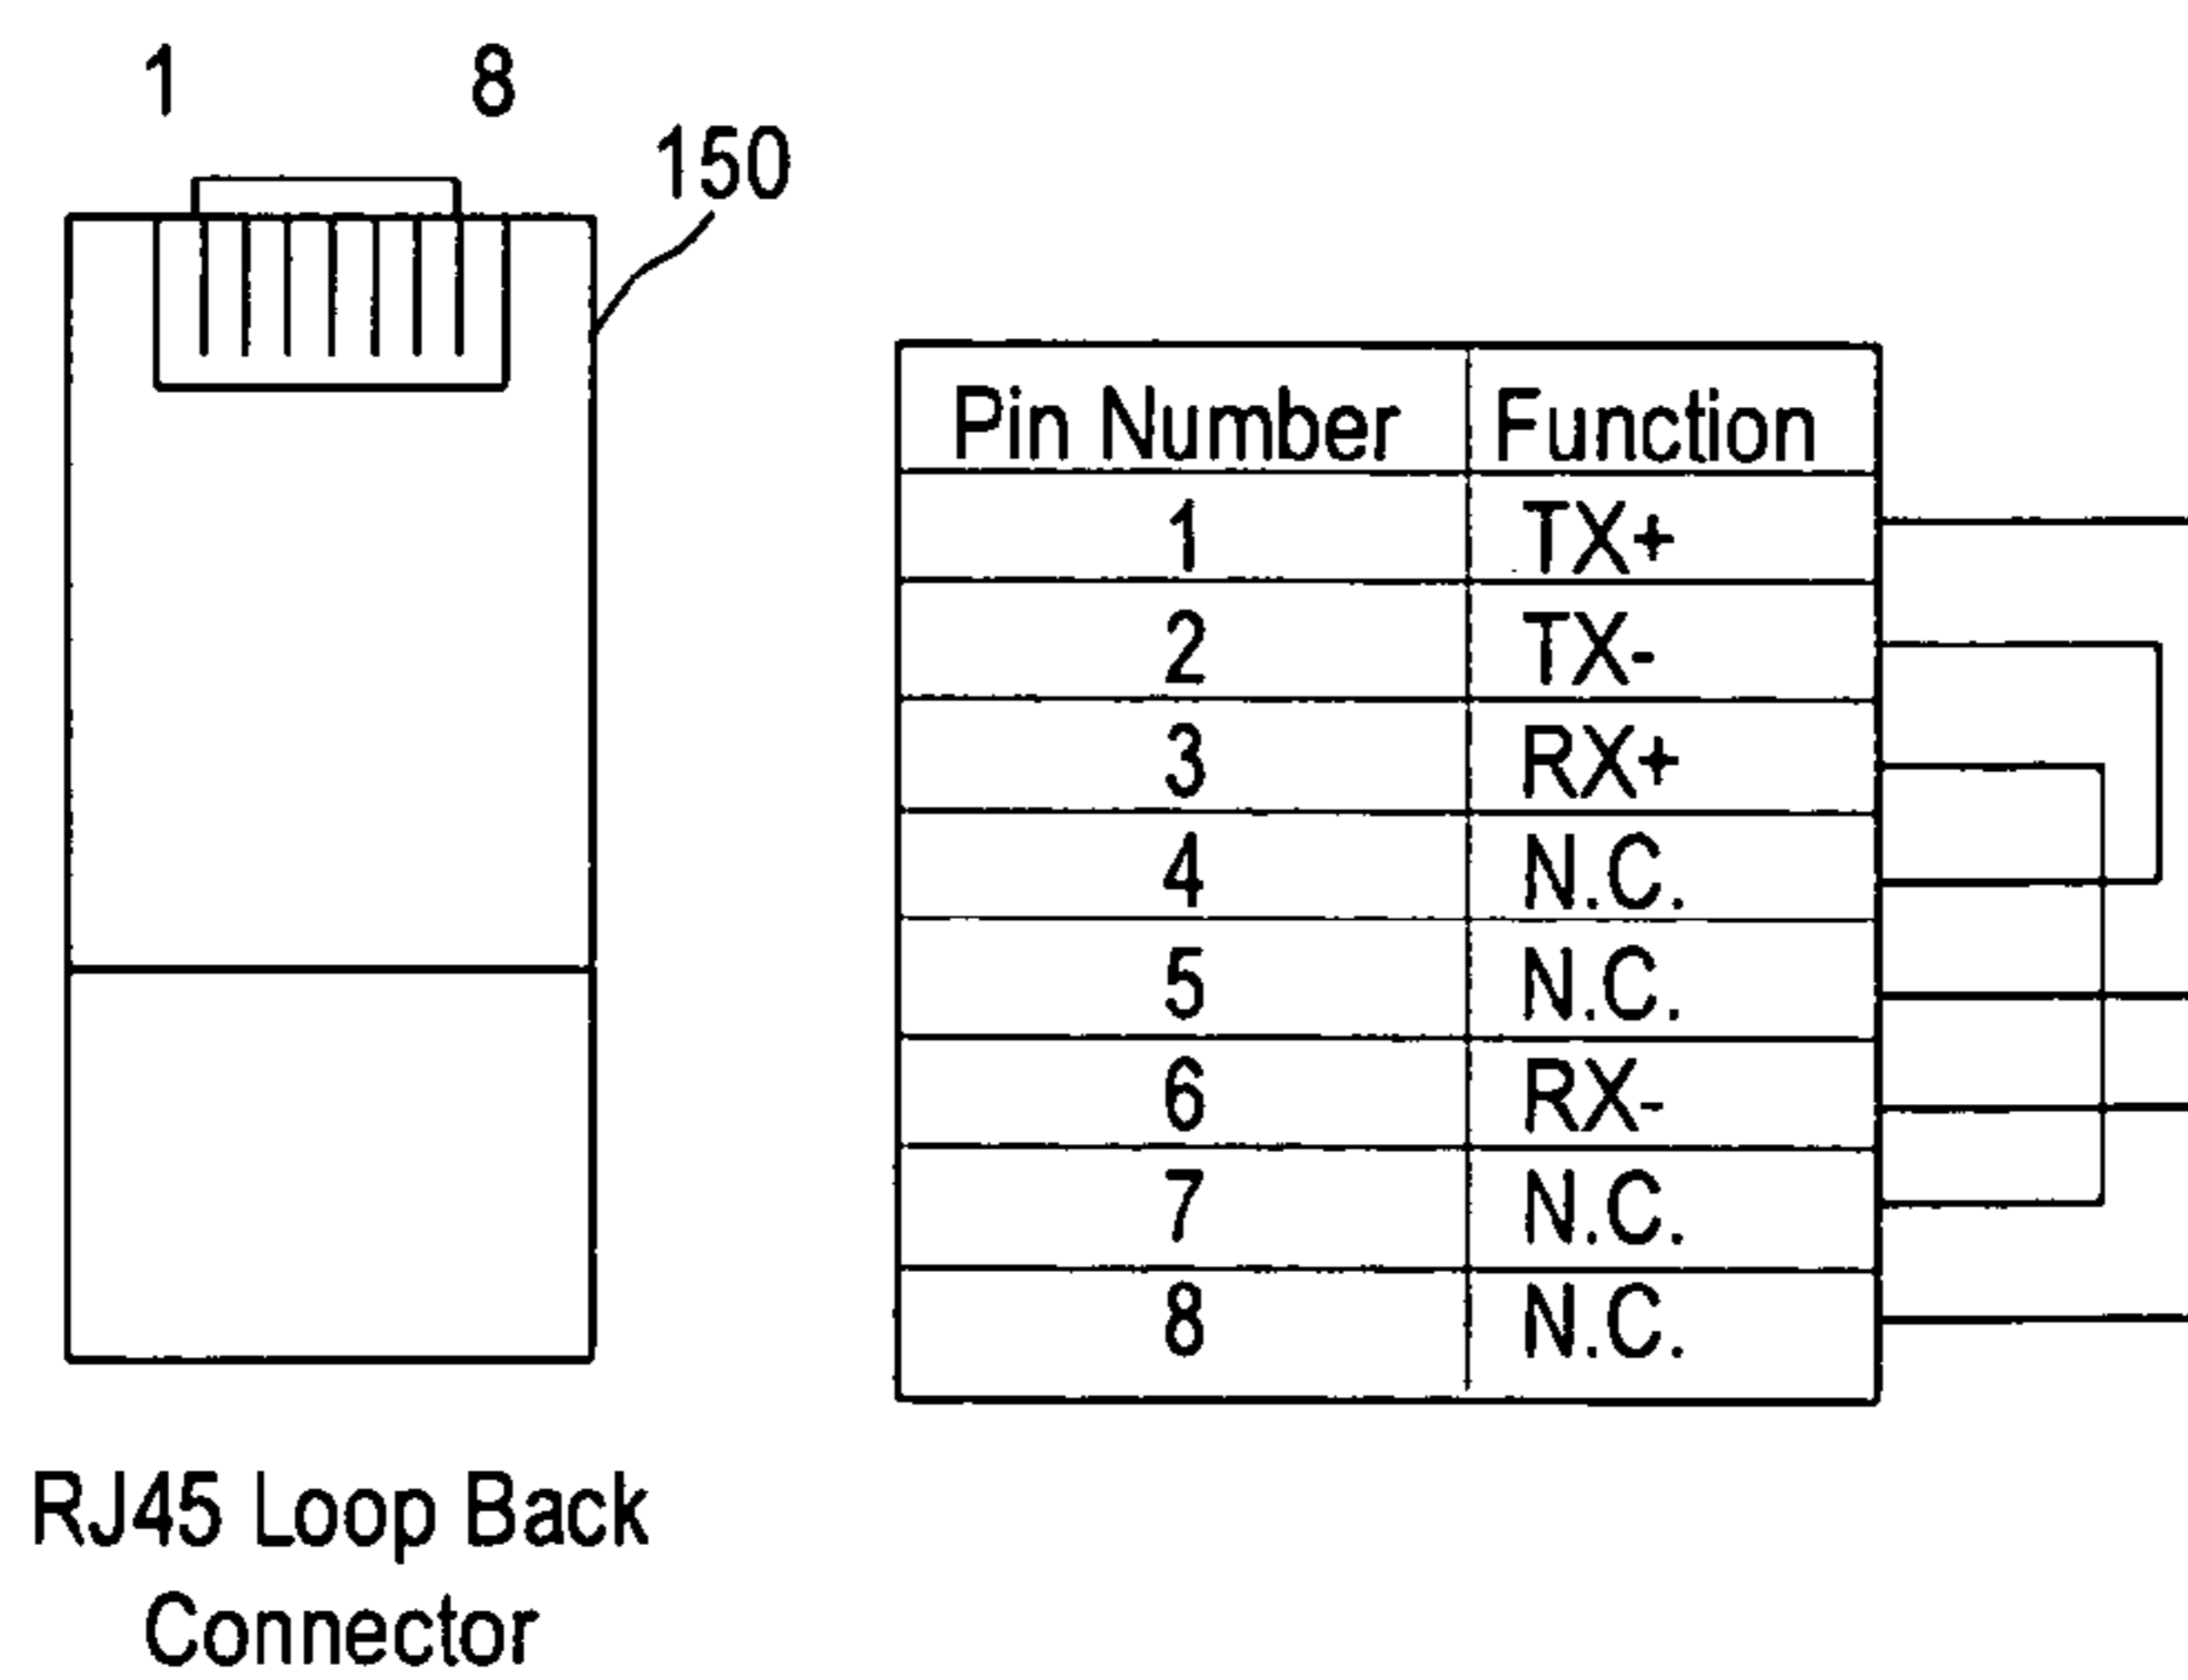 1 8
150
Pin Number Function
1 TX+
2 TX-
3 RX+
4 N.C.
5 N.C.
6 RX-
7 N.C.
8 N.C.
RJ45 Loop Back
Connector